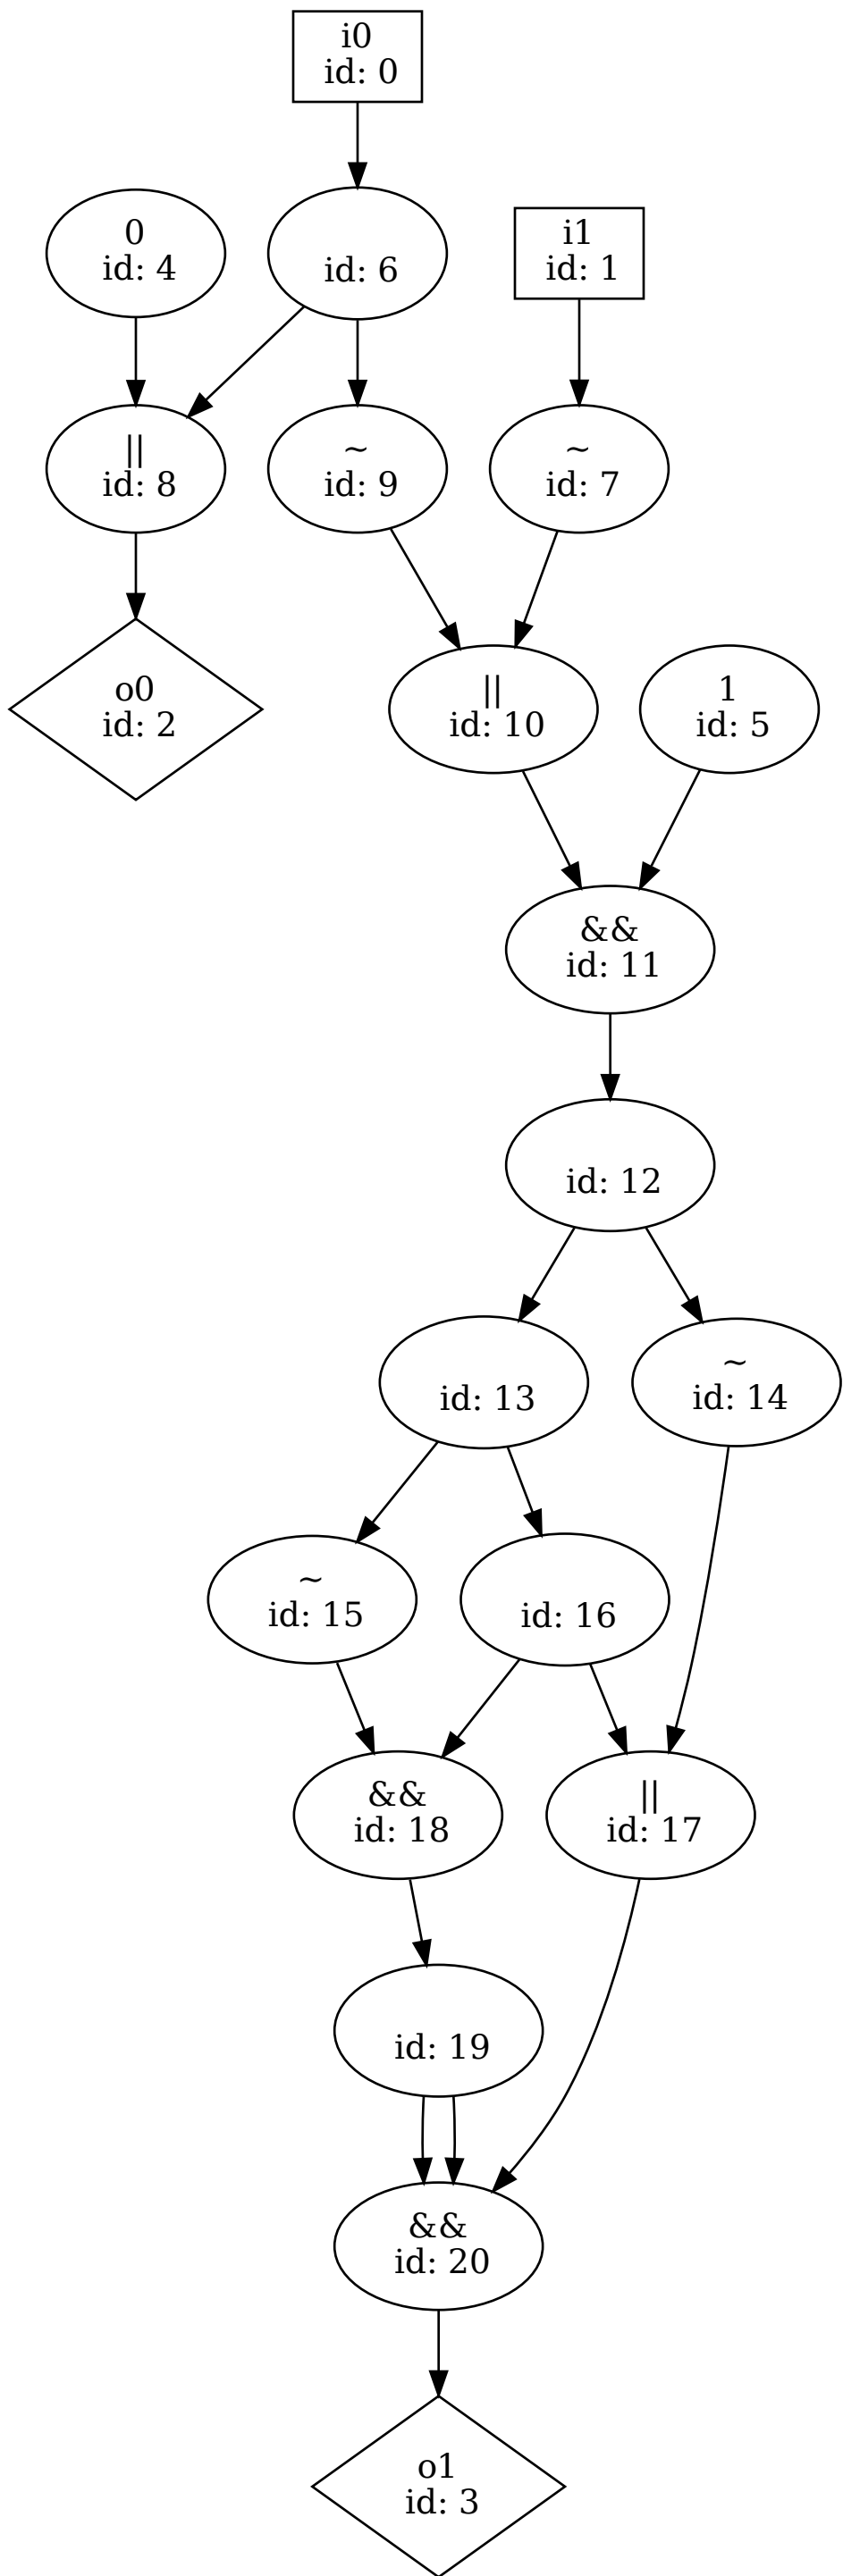 i0
id: 0
0
id: 4
id: 6
i1
id: 1
||
id: 8
~
id: 9
~
id: 7
o0
id: 2
||
id: 10
1
id: 5
&&
id: 11
id: 12
id: 13
~
id: 14
~
id: 15
id: 16
&&
id: 18
||
id: 17
id: 19
&&
id: 20
o1
id: 3